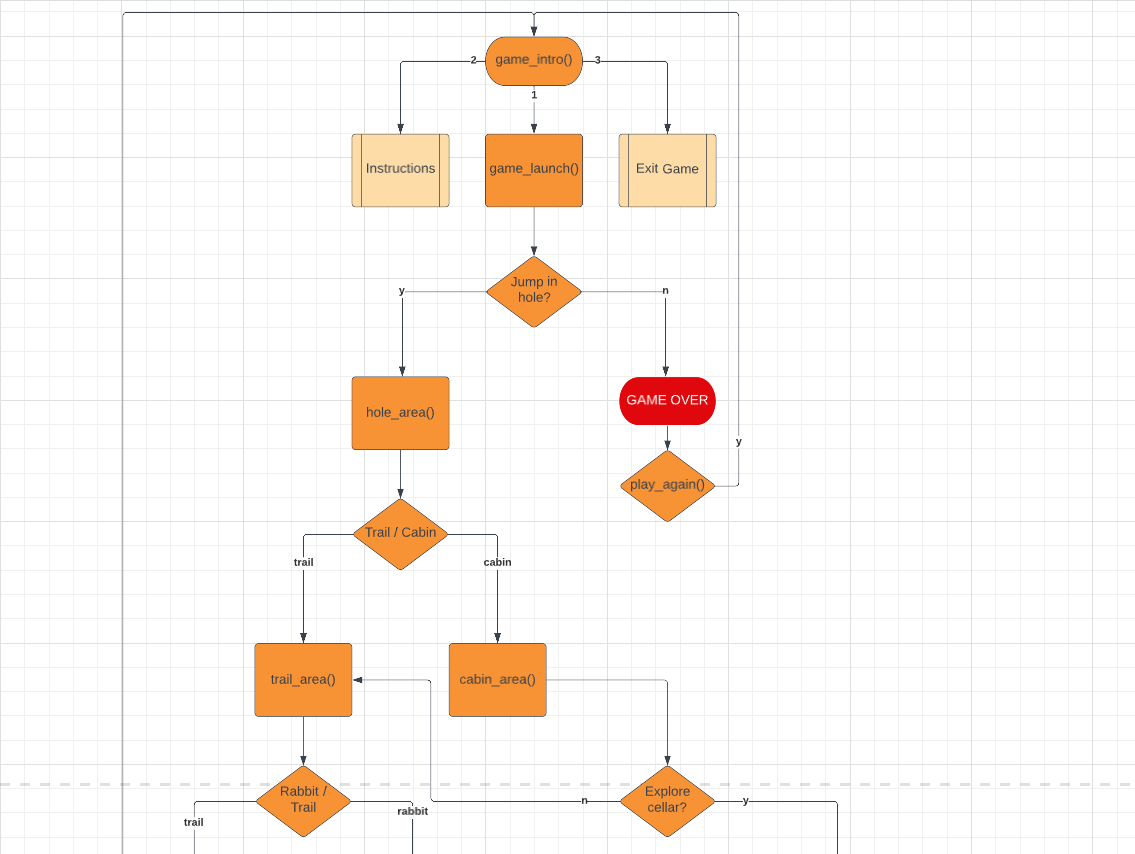 game_intro()
2
3
1
Instructions
game_launch()
Exit Game
Jump in
hole?
y
n
hole_area()
GAME OVER
y
play_again()
Trail / Cabin
trail
cabin
trail_area()
cabin_area()
Rabbit /
Trail
Explore
cellar?
n
y
rabbit
trail